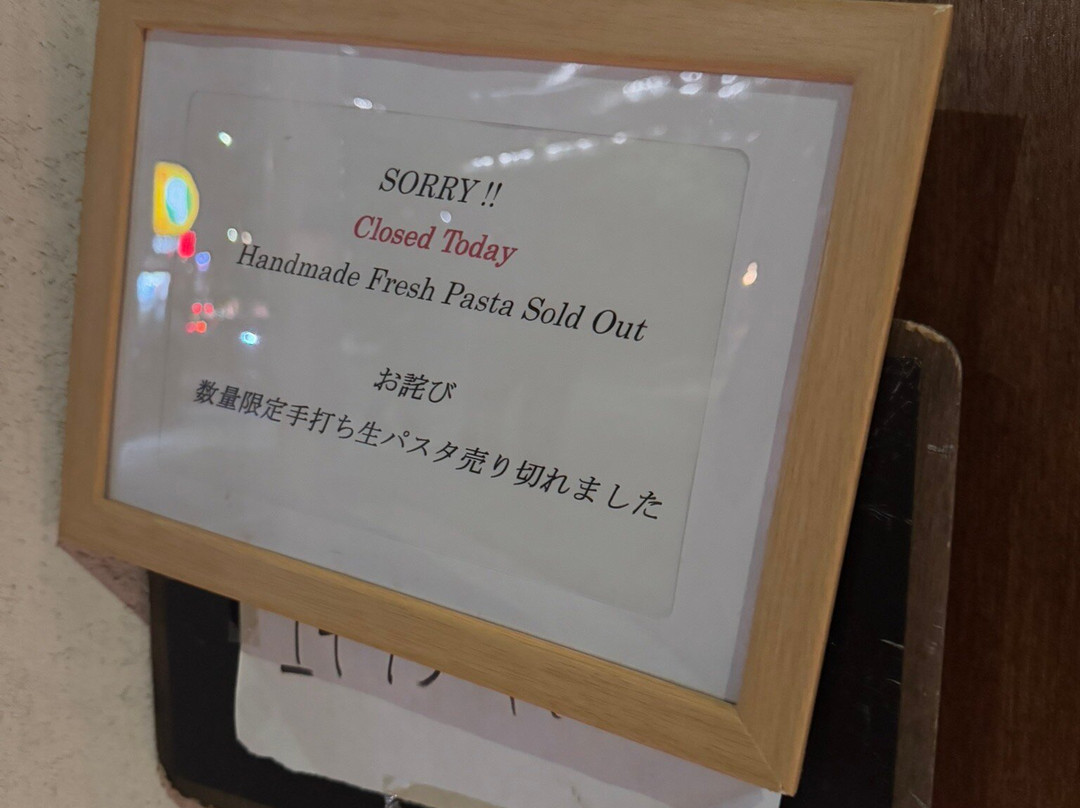 SORRY !!
Closed Today
Handmade Fresh Pasta Sold Out
お詫び
数量限定手打ち生パスタ売り切れました